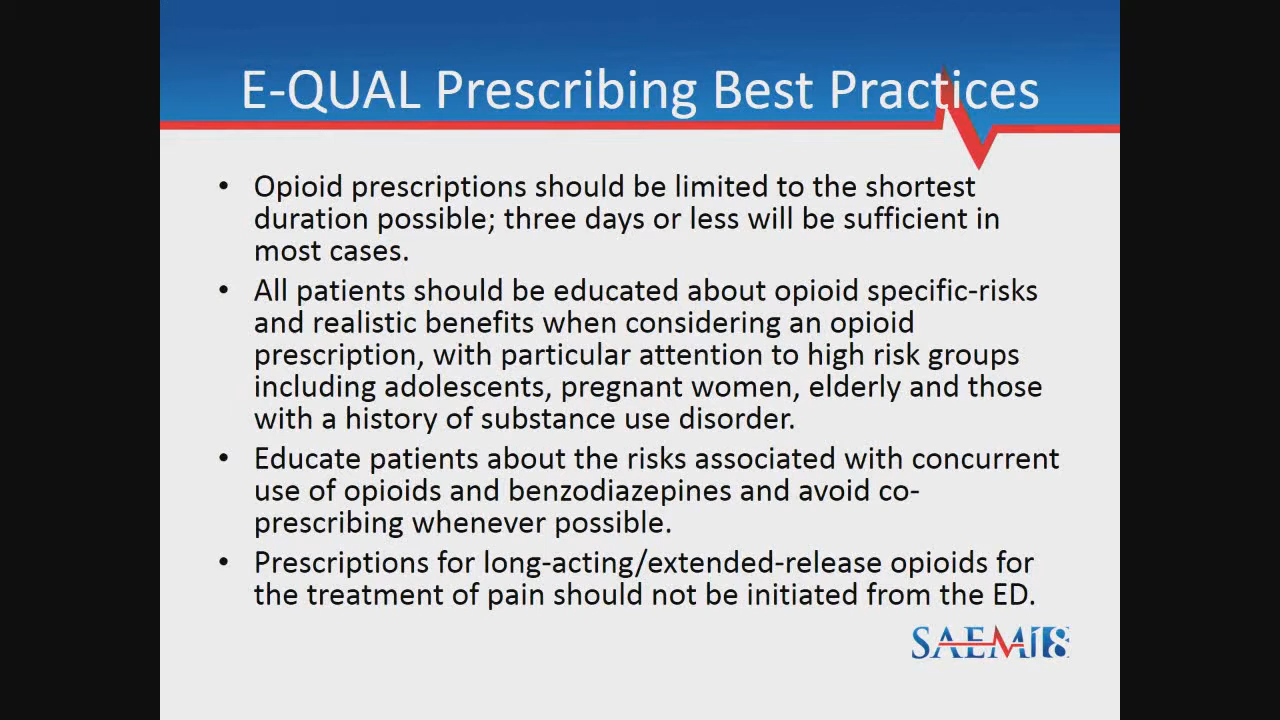 E-QUAL Prescribing Best Practices
• Opioid prescriptions should be limited to the shortest
duration possible; three days or less will be sufficient in
most cases.
• All patients should be educated about opioid specific-risks
and realistic benefits when considering an opioid
prescription, with particular attention to high risk groups
including adolescents, pregnant women, elderly and those
with a history of substance use disorder.
• Educate patients about the risks associated with concurrent
use of opioids and benzodiazepines and avoid co-
prescribing whenever possible.
• Prescriptions for long-acting/extended-release opioids for
the treatment of pain should not be initiated from the ED.
SAEM18